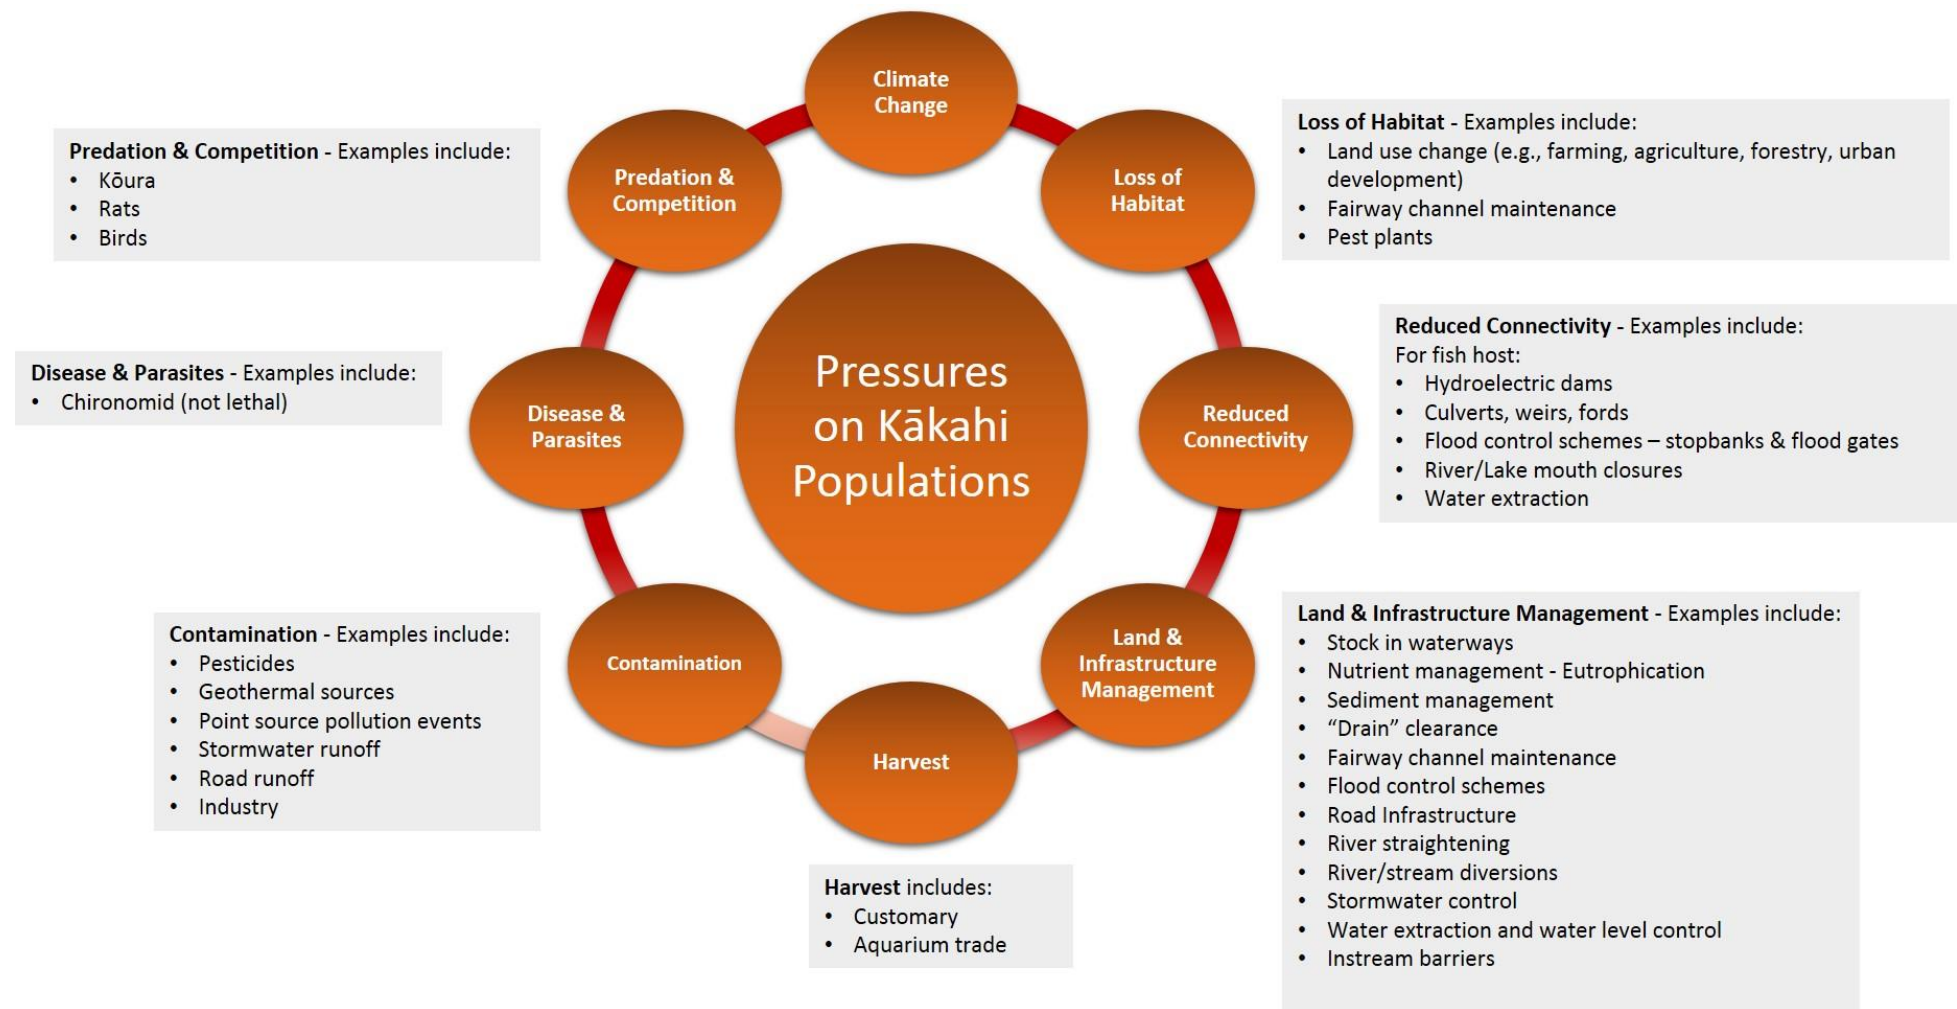 Climate
Change
Predation &
Competition
Loss of
Habitat
Disease &
Parasites
Pressures
on Kākahi
Populations
Reduced
Connectivity
Contamination
Land &
Infrastructure
Management
Harvest
Predation & Competition - Examples include:
• Kōura
• Rats
• Birds
Disease & Parasites - Examples include:
• Chironomid (not lethal)
Contamination - Examples include:
• Pesticides
• Geothermal sources
• Point source pollution events
• Stormwater runoff
• Road runoff
• Industry
Harvest includes:
• Customary
• Aquarium trade
Loss of Habitat - Examples include:
• Land use change (e.g., farming, agriculture, forestry, urban
development)
• Fairway channel maintenance
• Pest plants
Reduced Connectivity - Examples include:
For fish host:
• Hydroelectric dams
• Culverts, weirs, fords
• Flood control schemes – stopbanks & flood gates
• River/Lake mouth closures
• Water extraction
Land & Infrastructure Management - Examples include:
• Stock in waterways
• Nutrient management - Eutrophication
• Sediment management
• “Drain” clearance
• Fairway channel maintenance
• Flood control schemes
• Road Infrastructure
• River straightening
• River/stream diversions
• Stormwater control
• Water extraction and water level control
• Instream barriers